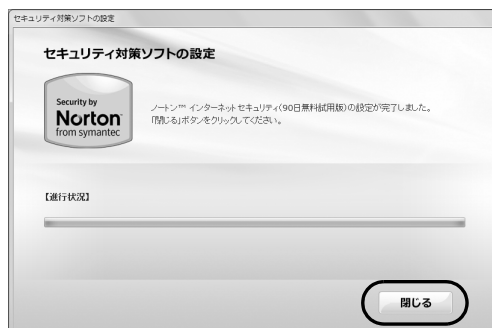 セキュリティ対策ソフトの設定
セキュリティ対策ソフトの設定
Security by
Norton
from symantec
ノートン™ インターネットセキュリティ(90日無料試用版)の設定が完了しました。
「閉じる」ボタンをクリックしてください。
【進行状況】
閉じる